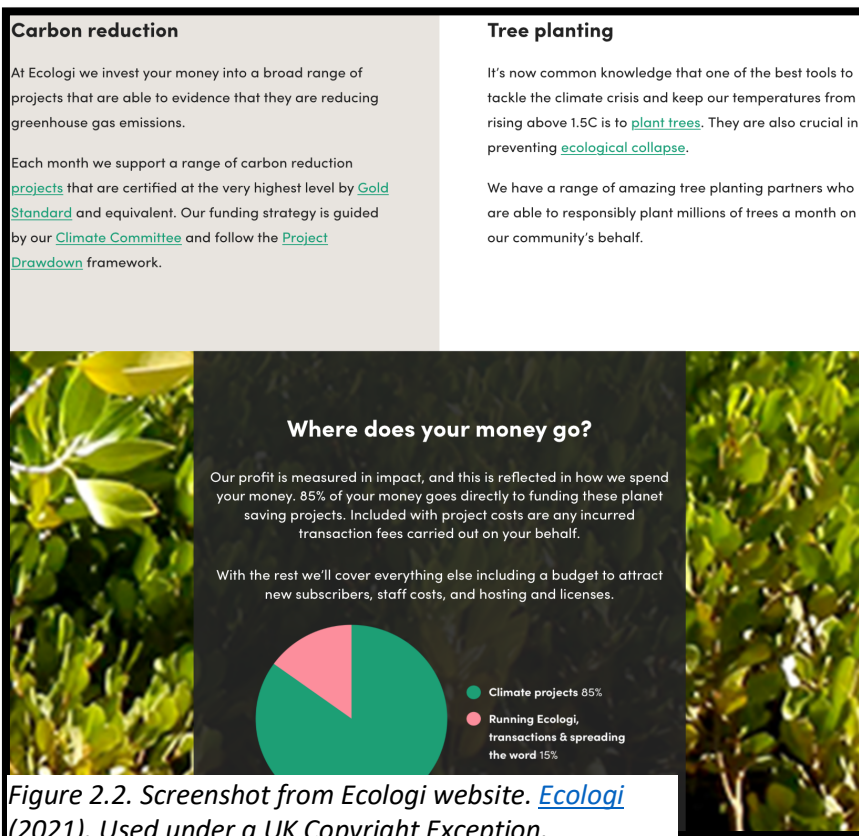 Carbon reduction
At Ecologi we invest your money into a broad range of
projects that are able to evidence that they are reducing
greenhouse gas emissions.
Each month we support a range of carbon reduction
projects that are certified at the very highest level by Gold
Standard and equivalent. Our funding strategy is guided
by our Climate Committee and follow the Project
Drawdown framework.
Tree planting
It's now common knowledge that one of the best tools to
tackle the climate crisis and keep our temperatures from
rising above 1.5C is to plant trees. They are also crucial in
preventing ecological collapse.
We have a range of amazing tree planting partners who
are able to responsibly plant millions of trees a month on
our community's behalf.
Where does your money go?
Our profit is measured in impact, and this is reflected in how we spend
your money. 85% of your money goes directly to funding these planet
saving projects. Included with project costs are any incurred
transaction fees carried out on your behalf.
With the rest we'll cover everything else including a budget to attract
new subscribers, staff costs, and hosting and licenses.
Climate projects 85%
Running Ecologi,
transactions & spreading
the word 15%
Figure 2.2. Screenshot from Ecologi website. Ecologi
(2021). Used under a UK Copyright Exception.